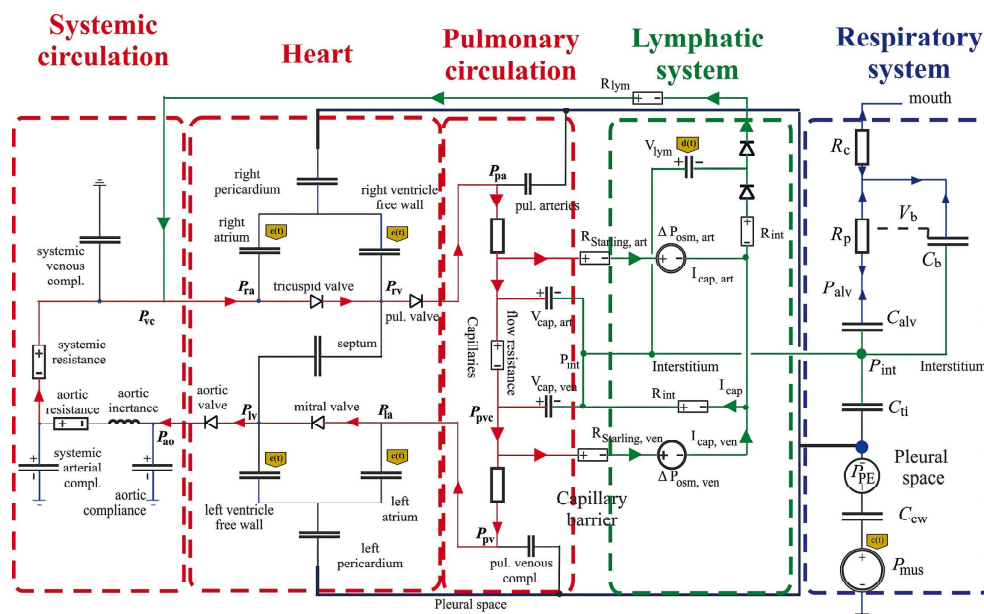 Systemic
circulation
Heart
Pulmonary
circulation
Lymphatic
system
Respiratory
system
R_lym
mouth
V_lym
d(t)
R_c
right
pericardium
P_pa
right ventricle
free wall
pul. arteries
right
atrium
e(t)
e(t)
R_Starling, art
Δ P_osm, art
R_int
R_p
V_b
C_b
systemic
venous
compl.
I_cap, art
P_alv
P_ra
tricuspid valve
P_rv
P_vc
pul. valve
V_cap, art
C_alv
systemic
resistance
septum
Capillaries
flow resistance
P_int
Interstitium
P_int
Interstitium
aortic
resistance
aortic
inertance
aortic
valve
P_lv
mitral valve
P_la
V_cap, ven
R_int
I_cap
C_ti
P_ao
P_pvc
R_Starling, ven
I_cap, ven
systemic
arterial
compl.
e(t)
e(t)
Δ P_osm, ven
P_PE
Pleural
space
aortic
compliance
left ventricle
free wall
left
atrium
Capillary
barrier
C_cw
P_pv
c(t)
left
pericardium
pul. venous
compl.
P_mus
Pleural space